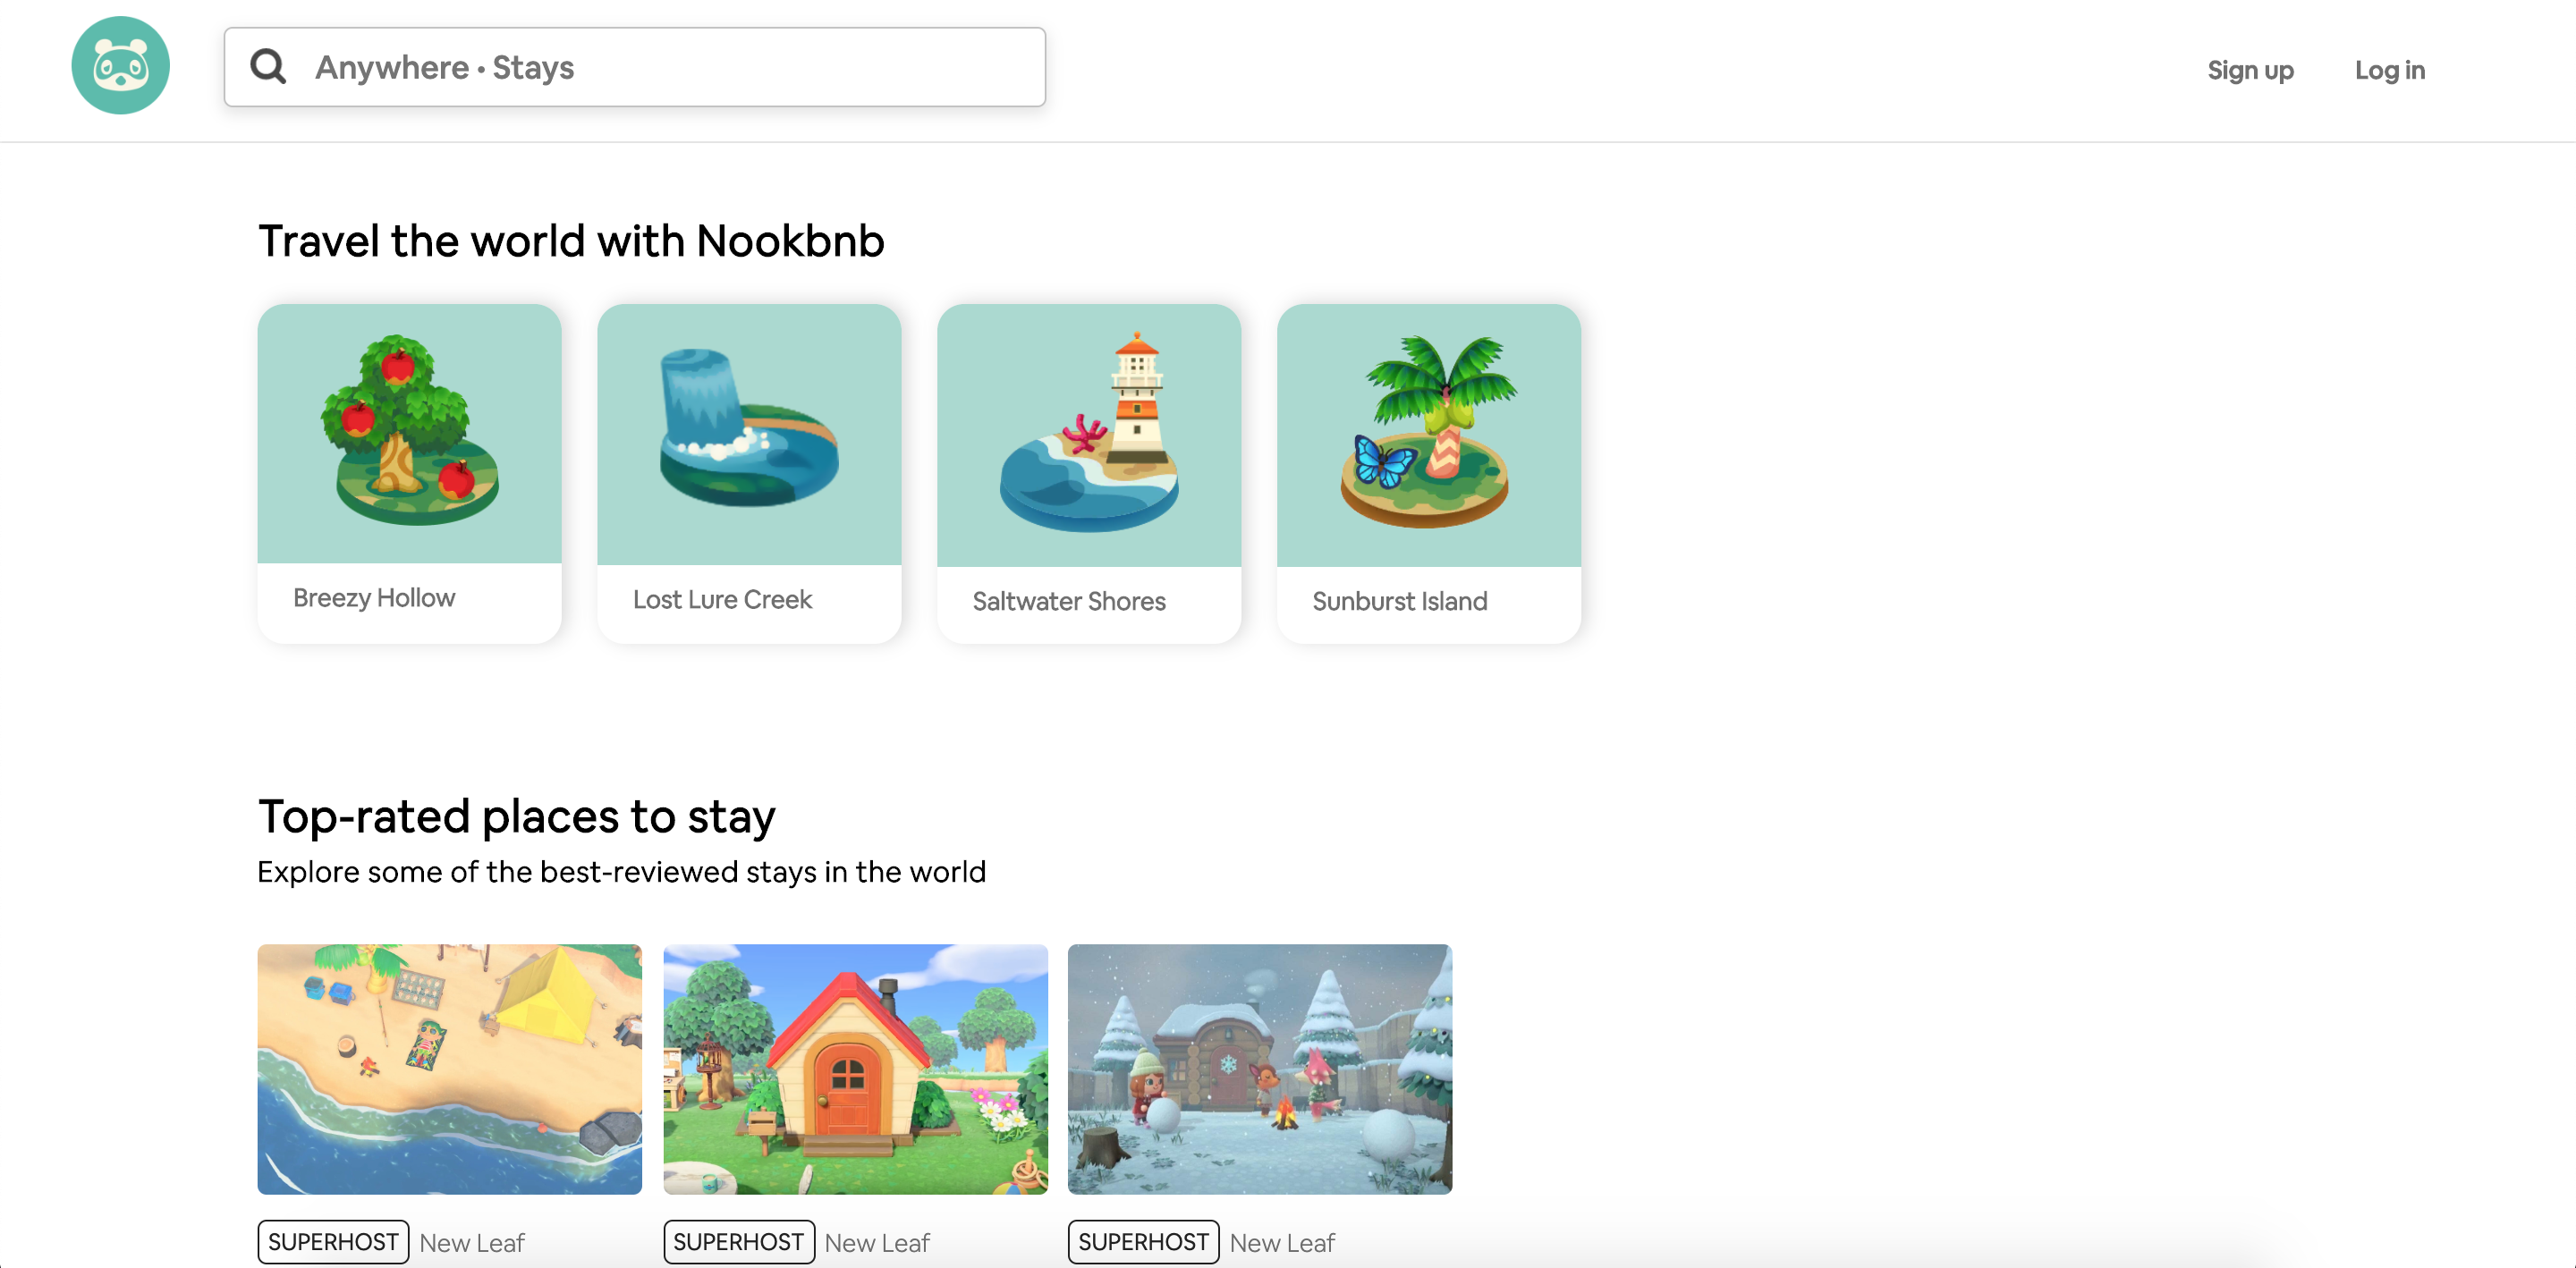 Anywhere • Stays
Sign up
Log in
Travel the world with Nookbnb
Breezy Hollow
Lost Lure Creek
Saltwater Shores
Sunburst Island
Top-rated places to stay
Explore some of the best-reviewed stays in the world
SUPERHOST New Leaf
SUPERHOST New Leaf
SUPERHOST New Leaf